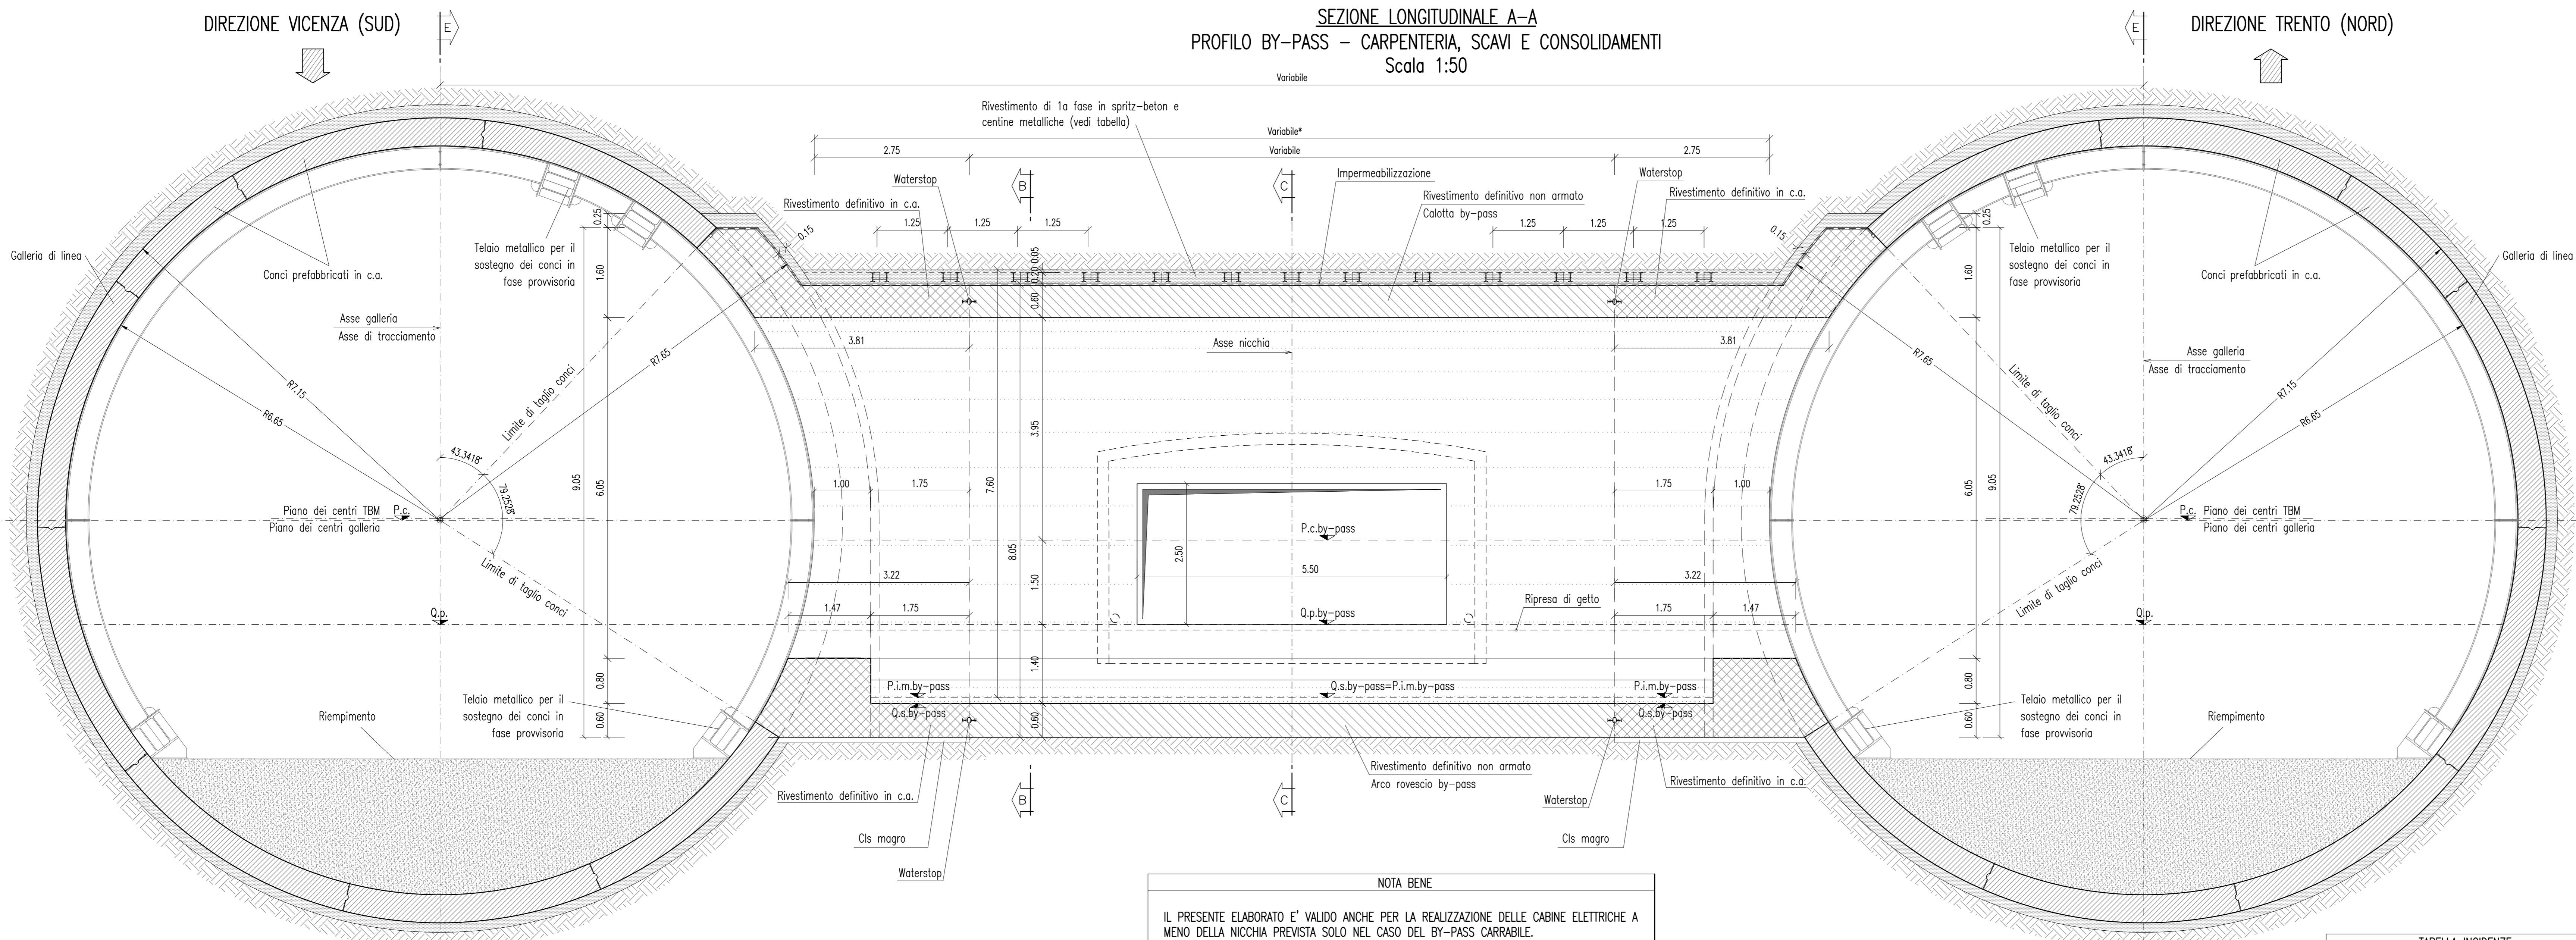 DIREZIONE VICENZA (SUD)
E
SEZIONE LONGITUDINALE A-A
PROFILO BY-PASS - CARPENTERIA, SCAVI E CONSOLIDAMENTI
Scala 1:50
E
DIREZIONE TRENTO (NORD)
Variabile
Rivestimento di 1a fase in spritz-beton e
centine metalliche (vedi tabella)
Variabile*
2.75
Variabile
2.75
Waterstop
B
C
Impermeabilizzazione
Waterstop
Rivestimento definitivo in c.a.
Rivestimento definitivo non armato
Calotta by-pass
Rivestimento definitivo in c.a.
1.25
1.25
1.25
1.25
1.25
1.25
0.25
0.15
0.05
0.20
0.60
0.15
0.25
Galleria di linea
Conci prefabbricati in c.a.
Telaio metallico per il
sostegno dei conci in
fase provvisoria
1.60
1.60
Telaio metallico per il
sostegno dei conci in
fase provvisoria
Conci prefabbricati in c.a.
Galleria di linea
Asse galleria
Asse di tracciamento
3.81
Asse nicchia
3.81
Asse galleria
Asse di tracciamento
R7.15
R6.65
Limite di taglio conci
R7.65
R7.65
Limite di taglio conci
R7.15
R6.65
43.3418°
79.2528°
9.05
6.05
3.95
7.60
8.05
6.05
9.05
43.3418°
79.2528°
1.00
1.75
1.75
1.00
Piano dei centri TBM
P.c.
Piano dei centri galleria
P.c.by-pass
P.c.
Piano dei centri TBM
Piano dei centri galleria
2.50
5.50
Limite di taglio conci
3.22
1.50
3.22
Limite di taglio conci
1.47
1.75
Ripresa di getto
1.75
1.47
Q.p.
Q.p.by-pass
Q.p.
1.40
0.80
0.80
P.i.m.by-pass
Q.s.by-pass=P.i.m.by-pass
P.i.m.by-pass
Q.s.by-pass
Q.s.by-pass
0.60
0.60
0.60
Riempimento
Telaio metallico per il
sostegno dei conci in
fase provvisoria
Telaio metallico per il
sostegno dei conci in
fase provvisoria
Riempimento
Rivestimento definitivo in c.a.
B
C
Rivestimento definitivo non armato
Arco rovescio by-pass
Rivestimento definitivo in c.a.
Waterstop
Cls magro
Cls magro
Waterstop
NOTA BENE
IL PRESENTE ELABORATO E' VALIDO ANCHE PER LA REALIZZAZIONE DELLE CABINE ELETTRICHE A
MENO DELLA NICCHIA PREVISTA SOLO NEL CASO DEL BY-PASS CARRABILE.
TABELLA INCIDENZE